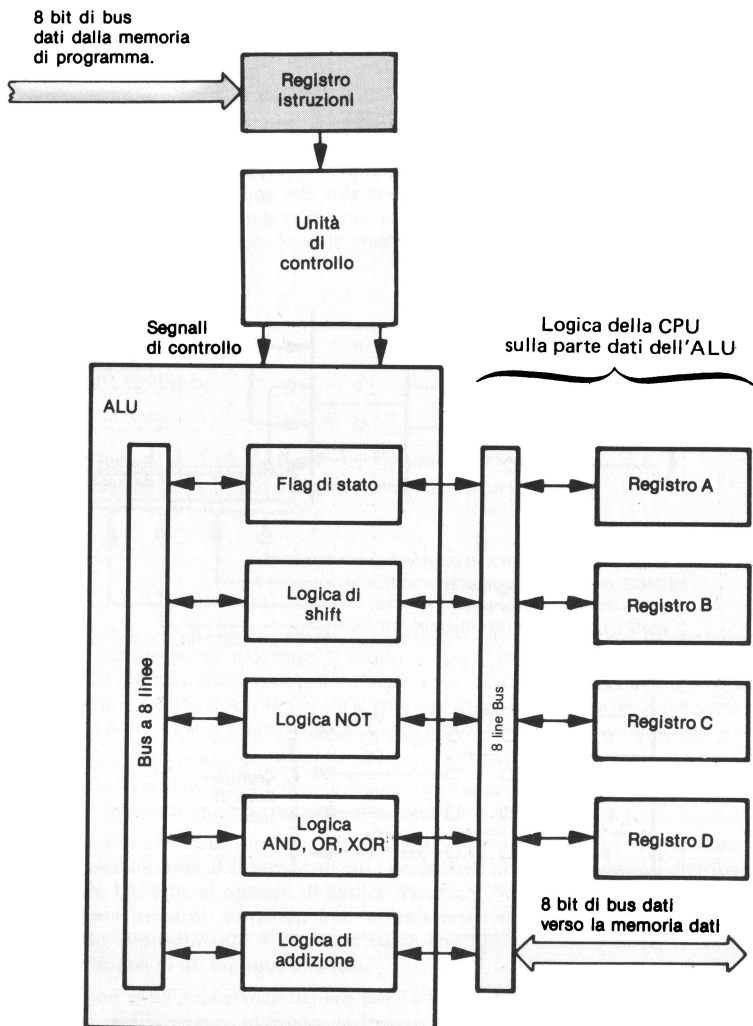 8 bit di bus
dati dalla memoria
di programma.
Registro
istruzioni
Unità
di
controllo
Segnali
di controllo
Logica della CPU
sulla parte dati dell'ALU
ALU
Bus a 8 linee
Flag di stato
Logica di
shift
Logica NOT
Logica
AND, OR, XOR
Logica di
addizione
8 line Bus
Registro A
Registro B
Registro C
Registro D
8 bit di bus dati
verso la memoria dati